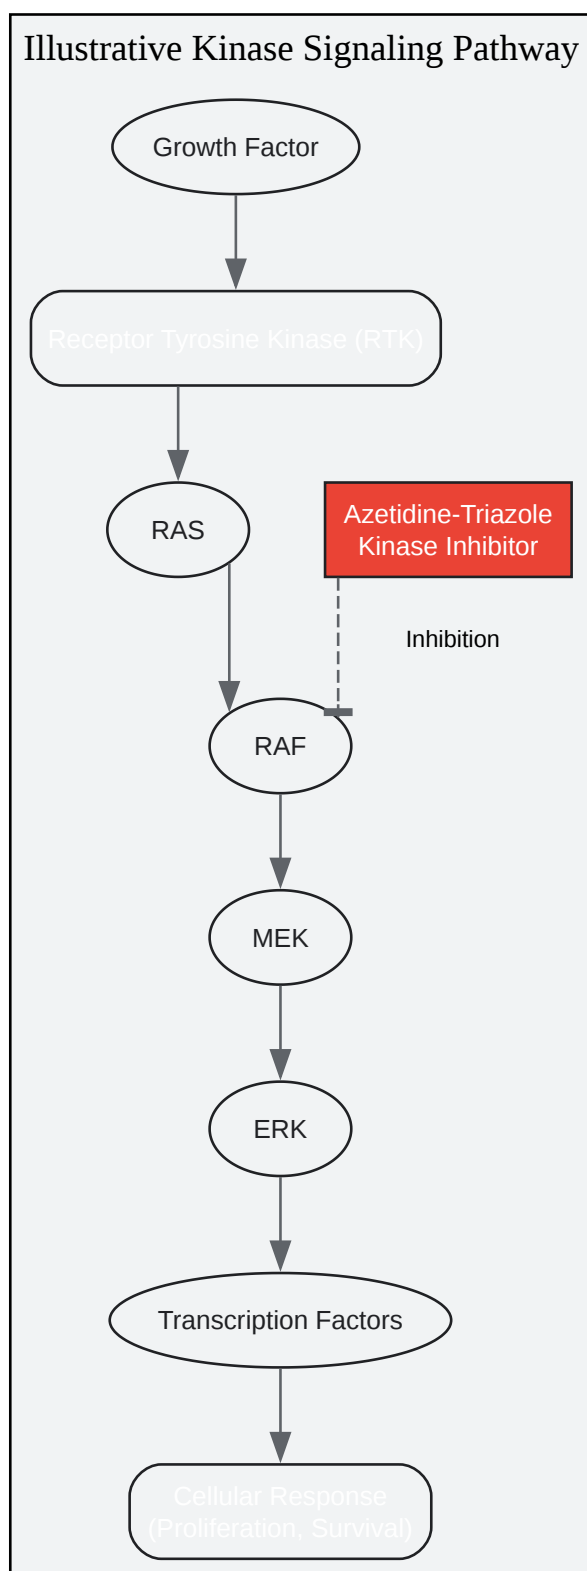 Illustrative Kinase Signaling Pathway
Growth Factor
Receptor Tyrosine Kinase (RTK)
RAS
Azetidine-Triazole
Kinase Inhibitor
Inhibition
RAF
MEK
ERK
Transcription Factors
Cellular Response
(Proliferation, Survival)